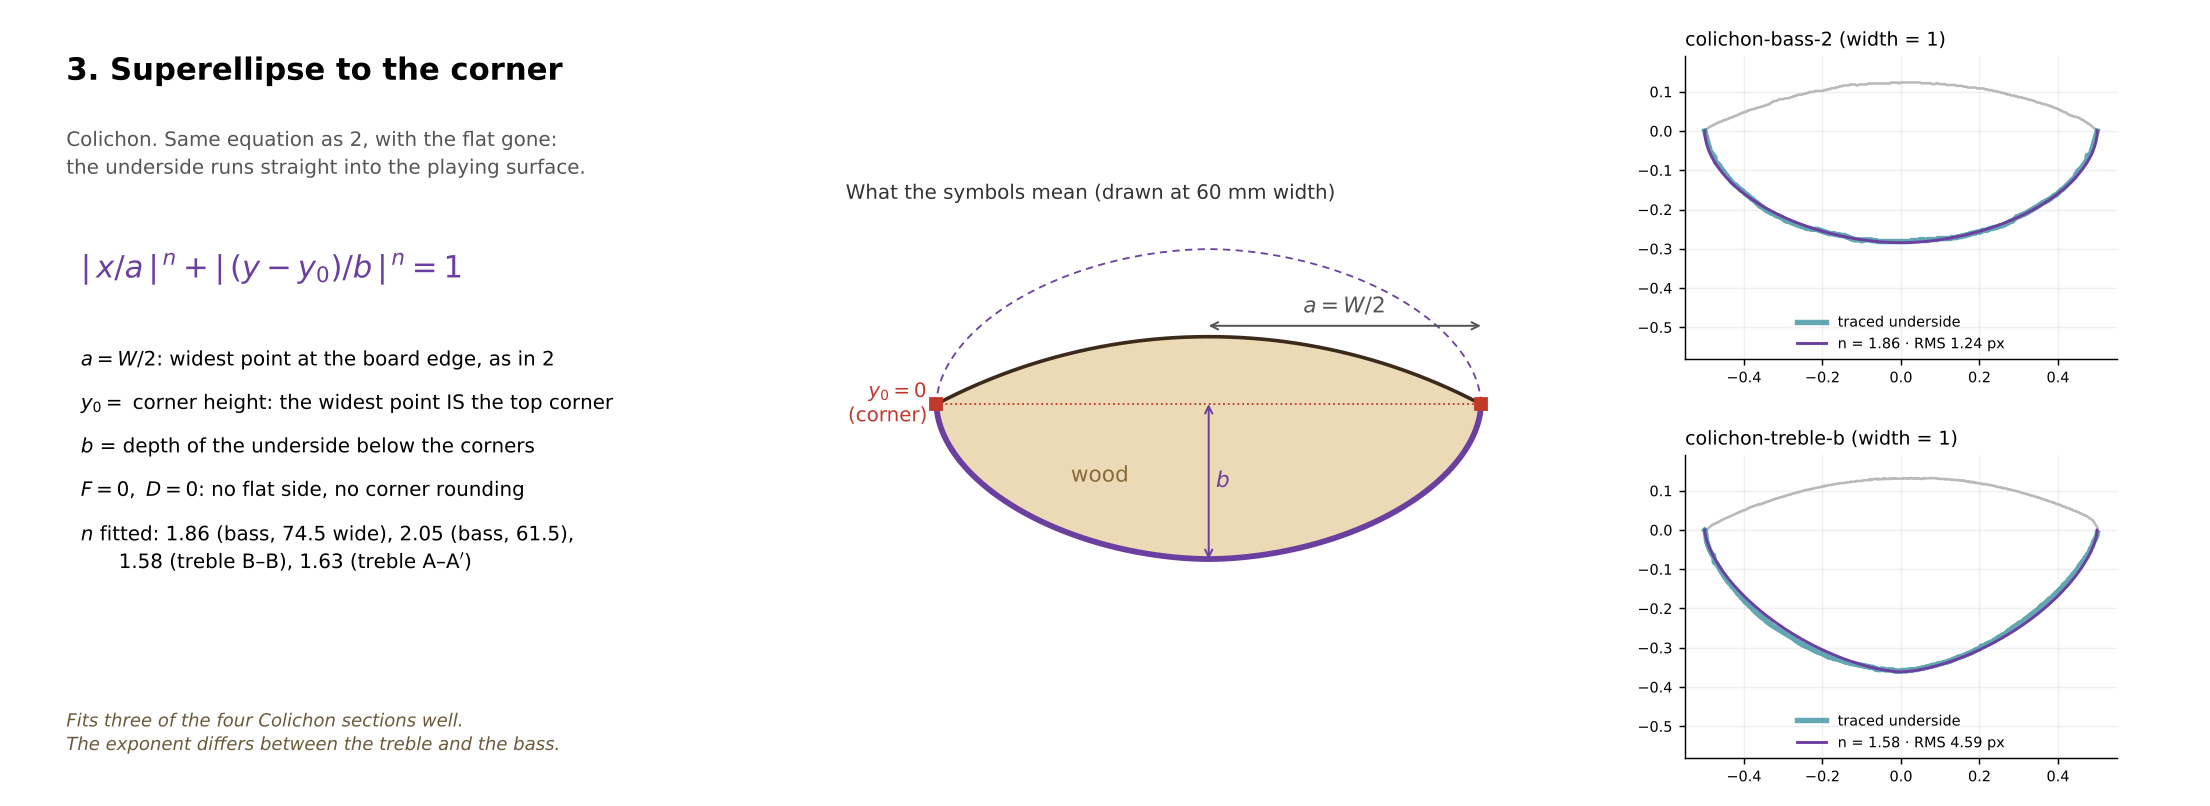 3. Superellipse to the corner
Colichon. Same equation as 2, with the flat gone:
the underside runs straight into the playing surface.
| x/a |ⁿ + | (y − y₀)/b |ⁿ = 1
a = W/2: widest point at the board edge, as in 2
y₀ = corner height: the widest point IS the top corner
b = depth of the underside below the corners
F = 0, D = 0: no flat side, no corner rounding
n fitted: 1.86 (bass, 74.5 wide), 2.05 (bass, 61.5),
1.58 (treble B–B), 1.63 (treble A–A′)
Fits three of the four Colichon sections well.
The exponent differs between the treble and the bass.
What the symbols mean (drawn at 60 mm width)
a = W/2
y₀ = 0
(corner)
wood
b
colichon-bass-2 (width = 1)
0.1
0.0
−0.1
−0.2
−0.3
−0.4
−0.5
traced underside
n = 1.86 · RMS 1.24 px
−0.4 −0.2 0.0 0.2 0.4
colichon-treble-b (width = 1)
0.1
0.0
−0.1
−0.2
−0.3
−0.4
−0.5
traced underside
n = 1.58 · RMS 4.59 px
−0.4 −0.2 0.0 0.2 0.4